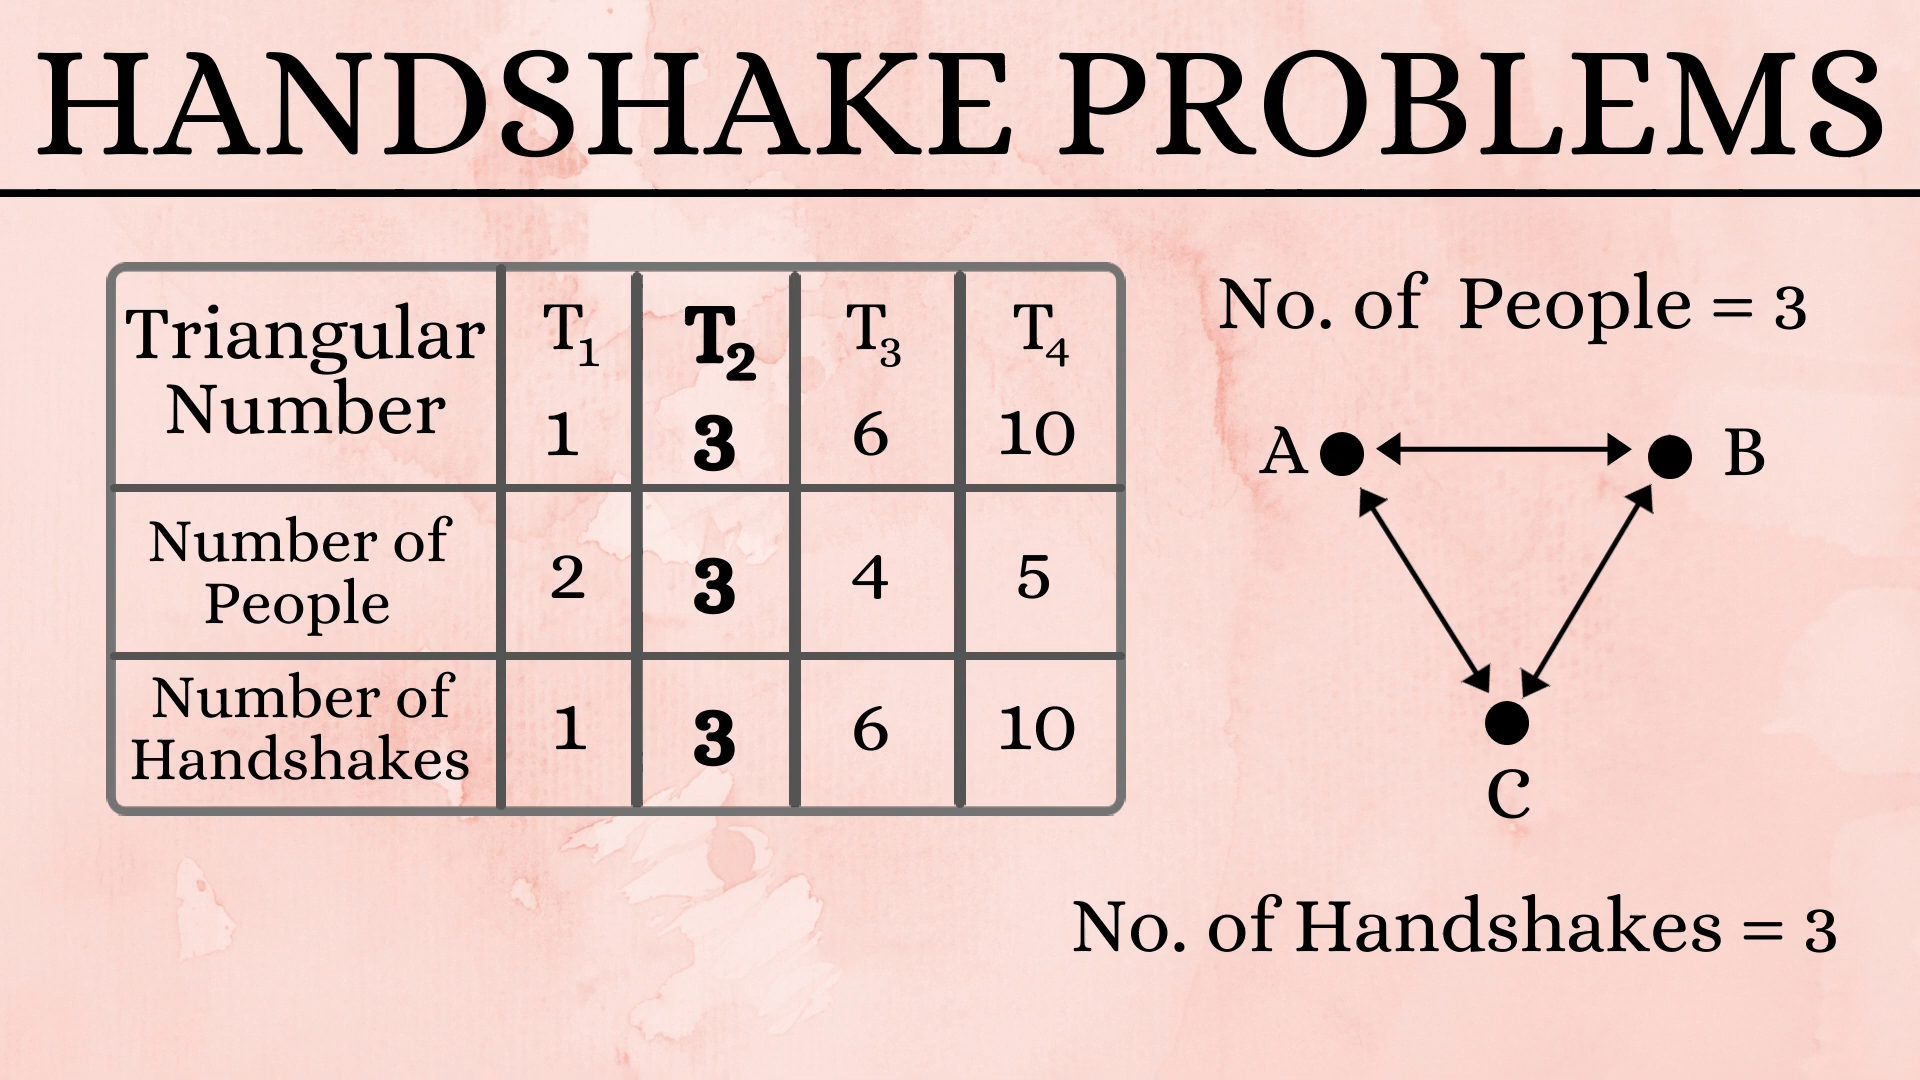 HANDSHAKE PROBLEMS
Triangular
Number
T1 T2 T3 T4
1 3 6 10
Number of
People
2 3 4 5
Number of
Handshakes
1 3 6 10
No. of People = 3
A B
C
No. of Handshakes = 3